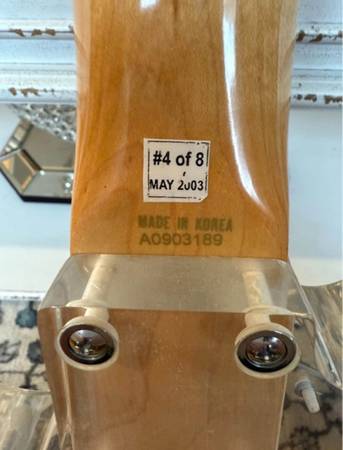 #4 of 8
MAY 2003
MADE IN KOREA
A0903189